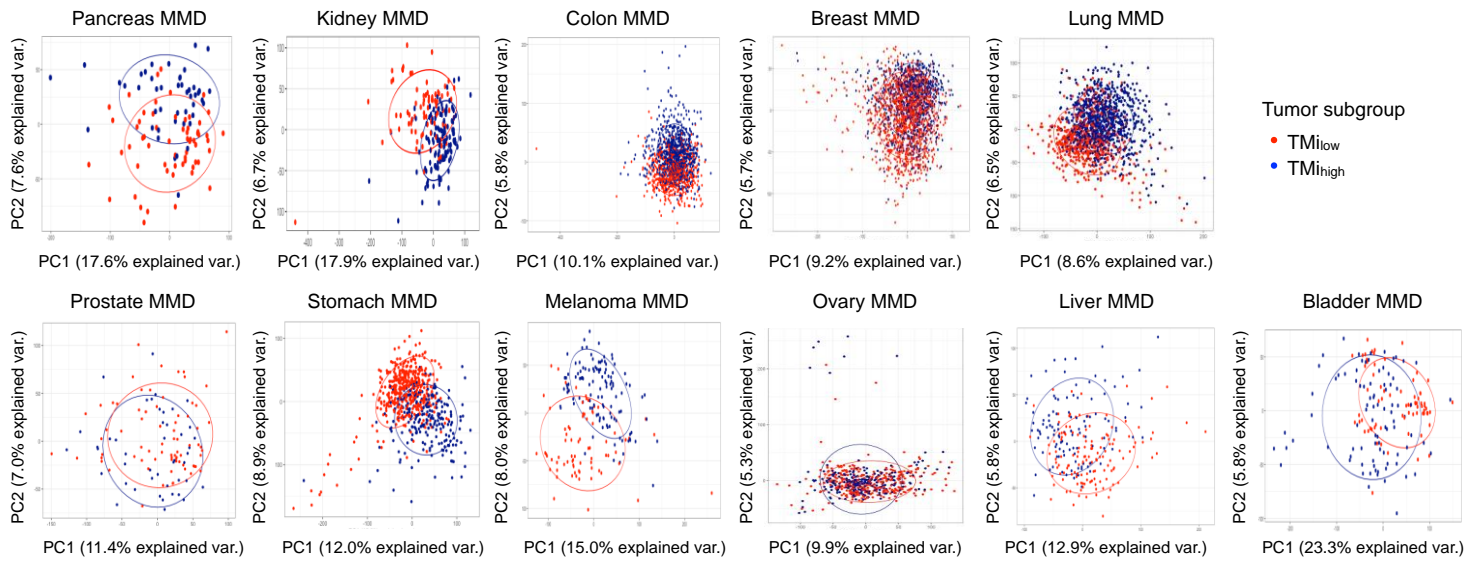 Pancreas MMD
Kidney MMD
Colon MMD
Breast MMD
Lung MMD
PC2 (7.6% explained var.)
PC2 (6.7% explained var.)
PC2 (5.8% explained var.)
PC2 (5.7% explained var.)
PC2 (6.5% explained var.)
Tumor subgroup
TMilow
TMihigh
PC1 (17.6% explained var.)
PC1 (17.9% explained var.)
PC1 (10.1% explained var.)
PC1 (9.2% explained var.)
PC1 (8.6% explained var.)
Prostate MMD
Stomach MMD
Melanoma MMD
Ovary MMD
Liver MMD
Bladder MMD
PC2 (7.0% explained var.)
PC2 (8.9% explained var.)
PC2 (8.0% explained var.)
PC2 (5.3% explained var.)
PC2 (5.8% explained var.)
PC2 (5.8% explained var.)
PC1 (11.4% explained var.)
PC1 (12.0% explained var.)
PC1 (15.0% explained var.)
PC1 (9.9% explained var.)
PC1 (12.9% explained var.)
PC1 (23.3% explained var.)